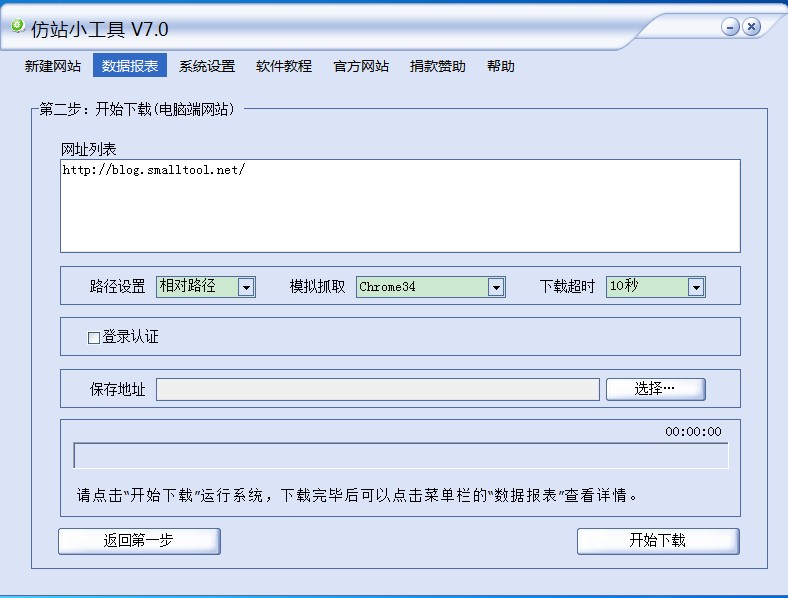 仿站小工具 V7.0
新建网站 数据报表 系统设置 软件教程 官方网站 捐款赞助 帮助
第二步：开始下载(电脑端网站)
网址列表
http://blog.smalltool.net/
路径设置 相对路径 模拟抓取 Chrome34 下载超时 10秒
登录认证
保存地址 选择…
00:00:00
请点击“开始下载”运行系统，下载完毕后可以点击菜单栏的“数据报表”查看详情。
返回第一步 开始下载